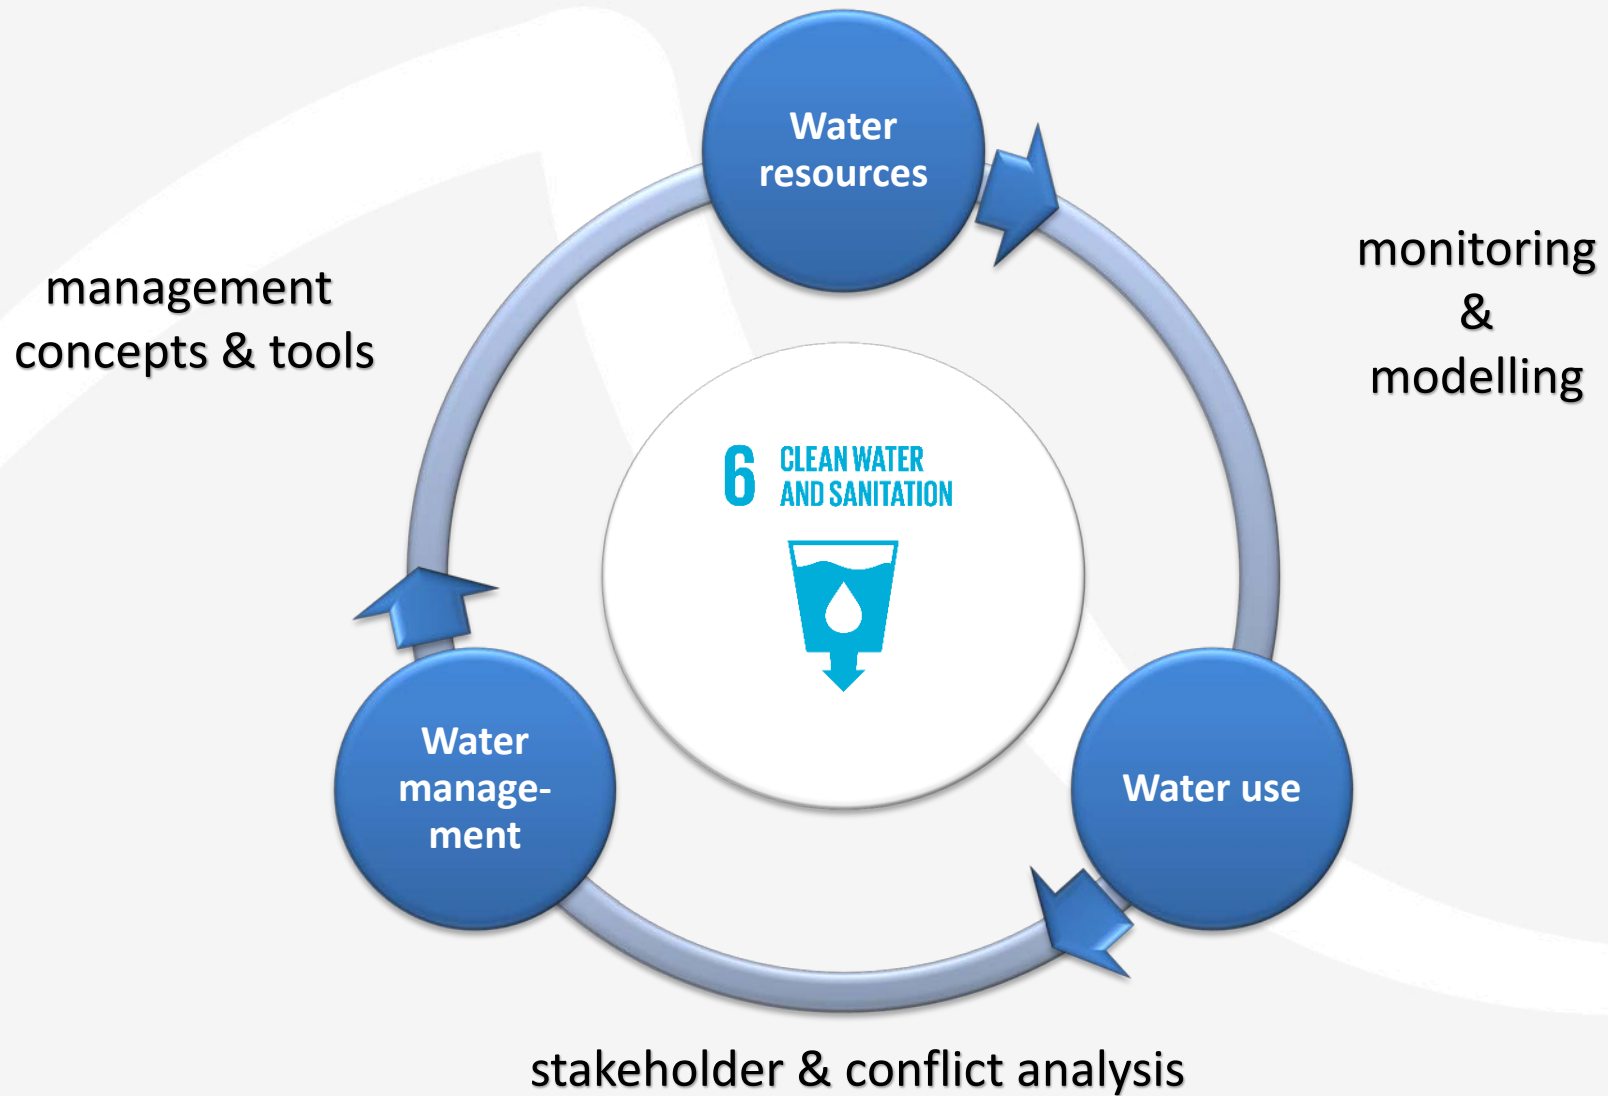 Water
resources
monitoring
&
modelling
management
concepts & tools
6 CLEAN WATER
AND SANITATION
Water
manage-
ment
Water use
stakeholder & conflict analysis